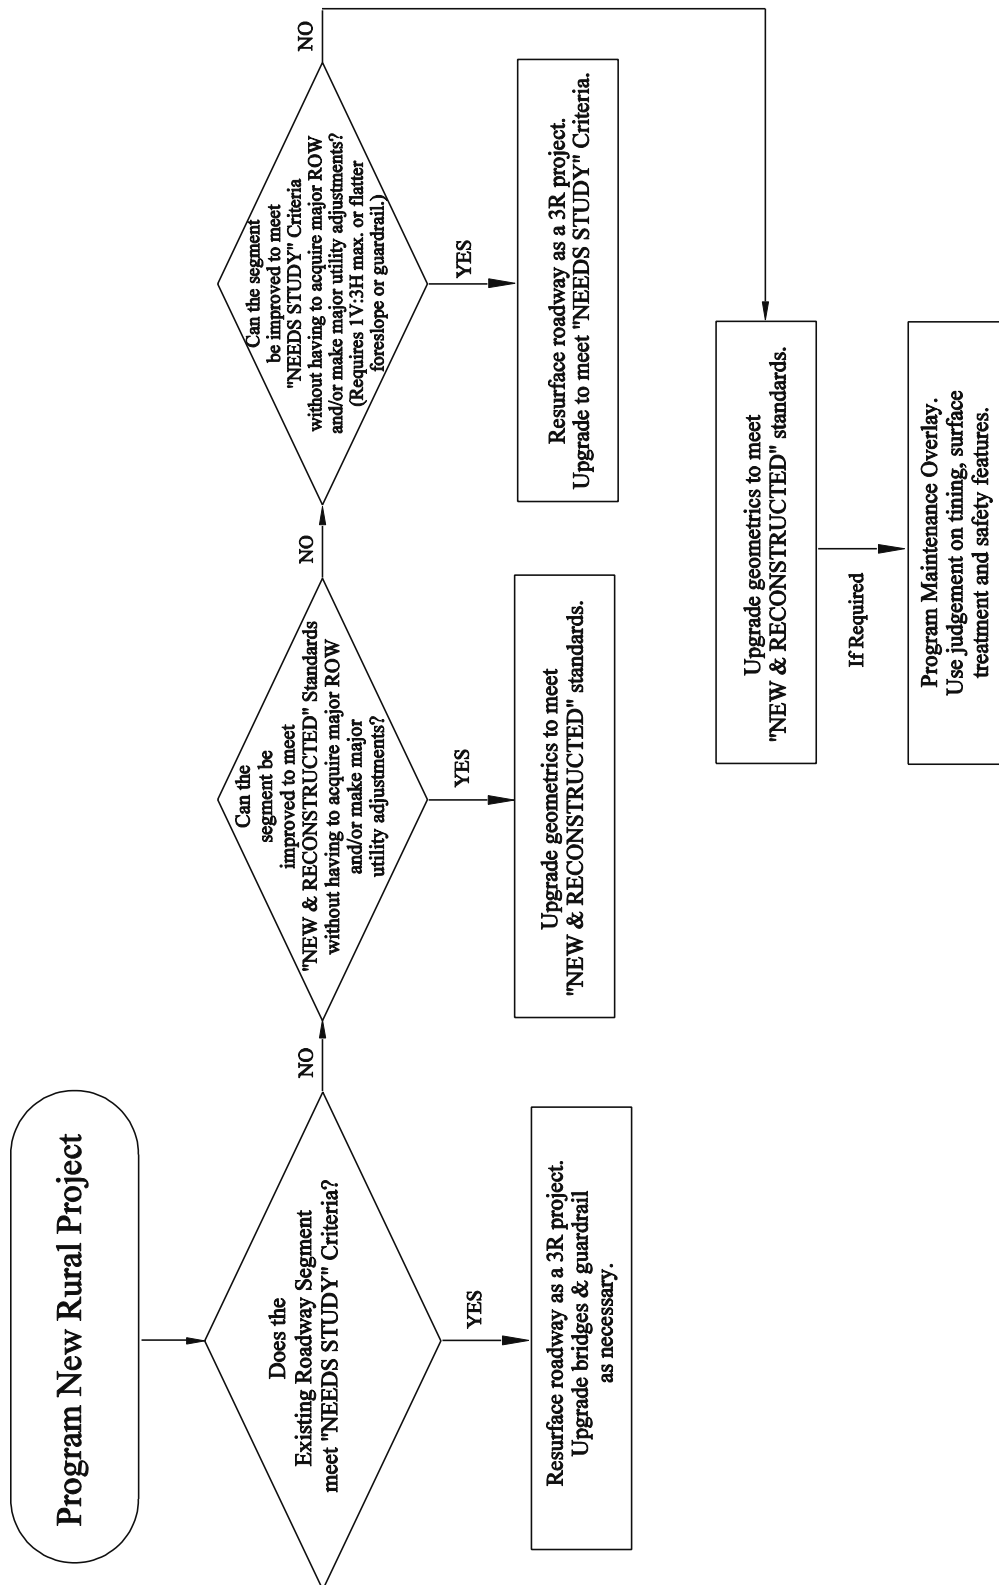 Program New Rural Project
Does the
Existing Roadway Segment
meet "NEEDS STUDY" Criteria?
YES
Resurface roadway as a 3R project.
Upgrade bridges & guardrail
as necessary.
NO
Can the
segment be
improved to meet
"NEW & RECONSTRUCTED" Standards
without having to acquire major ROW
and/or make major
utility adjustments?
YES
Upgrade geometrics to meet
"NEW & RECONSTRUCTED" standards.
NO
Can the segment
be improved to meet
"NEEDS STUDY" Criteria
without having to acquire major ROW
and/or make major utility adjustments?
(Requires 1V:3H max. or flatter
foreslope or guardrail.)
YES
Resurface roadway as a 3R project.
Upgrade to meet "NEEDS STUDY" Criteria.
NO
Upgrade geometrics to meet
"NEW & RECONSTRUCTED" standards.
If Required
Program Maintenance Overlay.
Use judgement on timing, surface
treatment and safety features.